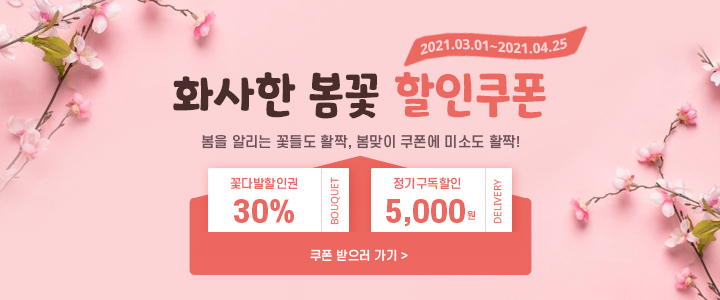 2021.03.01~2021.04.25
화사한 봄꽃 할인쿠폰
봄을 알리는 꽃들도 활짝, 봄맞이 쿠폰에 미소도 활짝!
꽃다발할인권
30%
BOUQUET
정기구독할인
5,000원
DELIVERY
쿠폰 받으러 가기 >